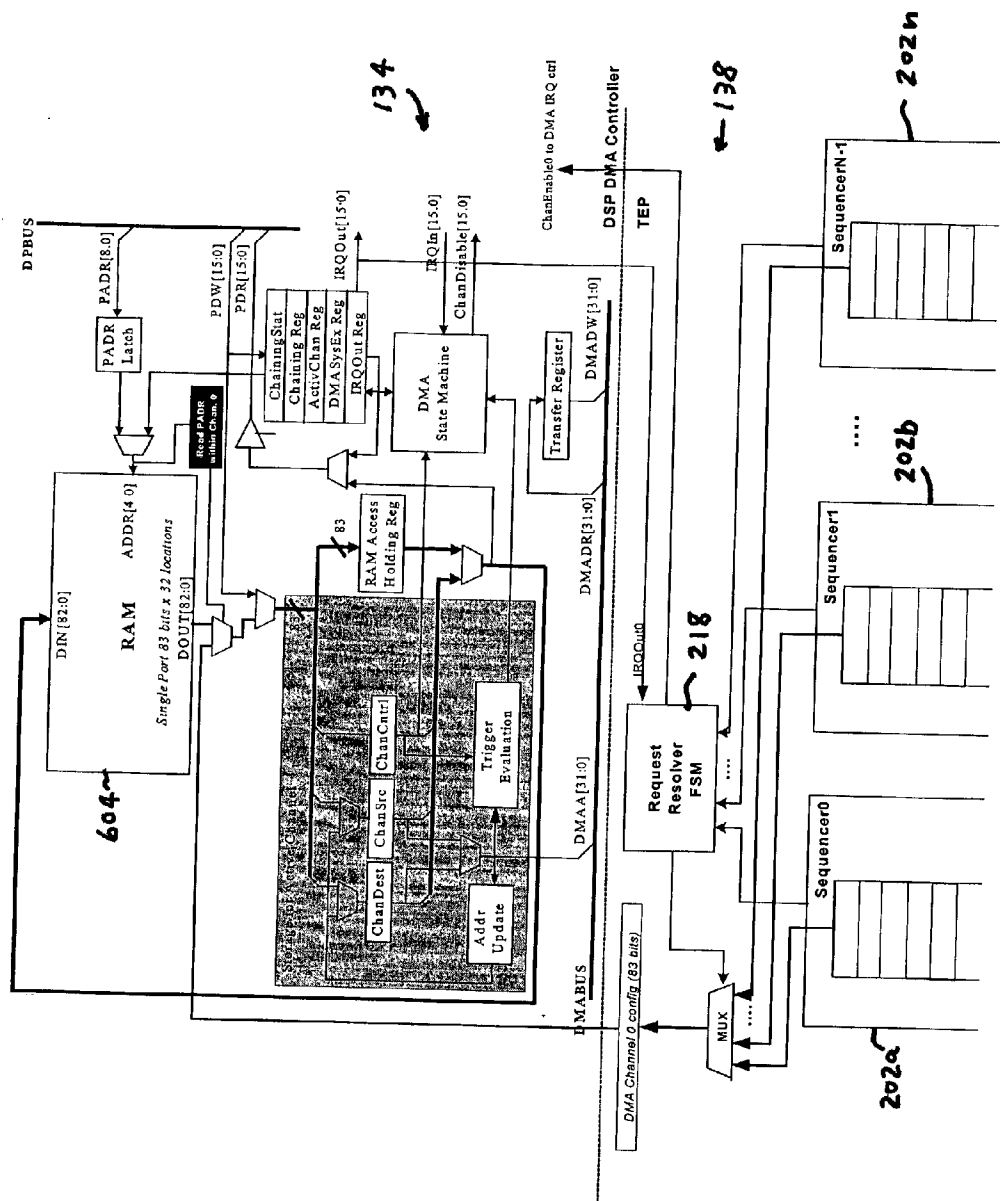 DPBUS
PADR[8.0]
PADR
Latch
PDW[15:0]
PDR[15:0]
DIN [82:0]
RAM
ADDR[4:0]
Single Port 83 bits x 32 locations
DOUT[82:0]
604
Read PADR
within Chan. 0
ChainingStat
Chaining Reg
ActivChan Reg
DMASysEx Reg
IRQOut Reg
IRQOut[15:0]
134
83
83
RAM Access
Holding Reg
DMA
State Machine
IRQIn[15.0]
ChanDisable[15.0]
Storage of Active Channel
ChanDest
ChanSrc
ChanCntrl
Addr
Update
Trigger
Evaluation
Transfer Register
DMABUS
DMAA[31:0]
DMADR[31:0]
DMADW[31:0]
ChanEnable0 to DMA IRQ ctrl
DSP DMA Controller
TEP
138
DMA Channel 0 config (83 bits)
IRQOut0
Request
Resolver
FSM
218
MUX
....
....
Sequencer0
Sequencer1
....
SequencerN-1
202a
202b
202n